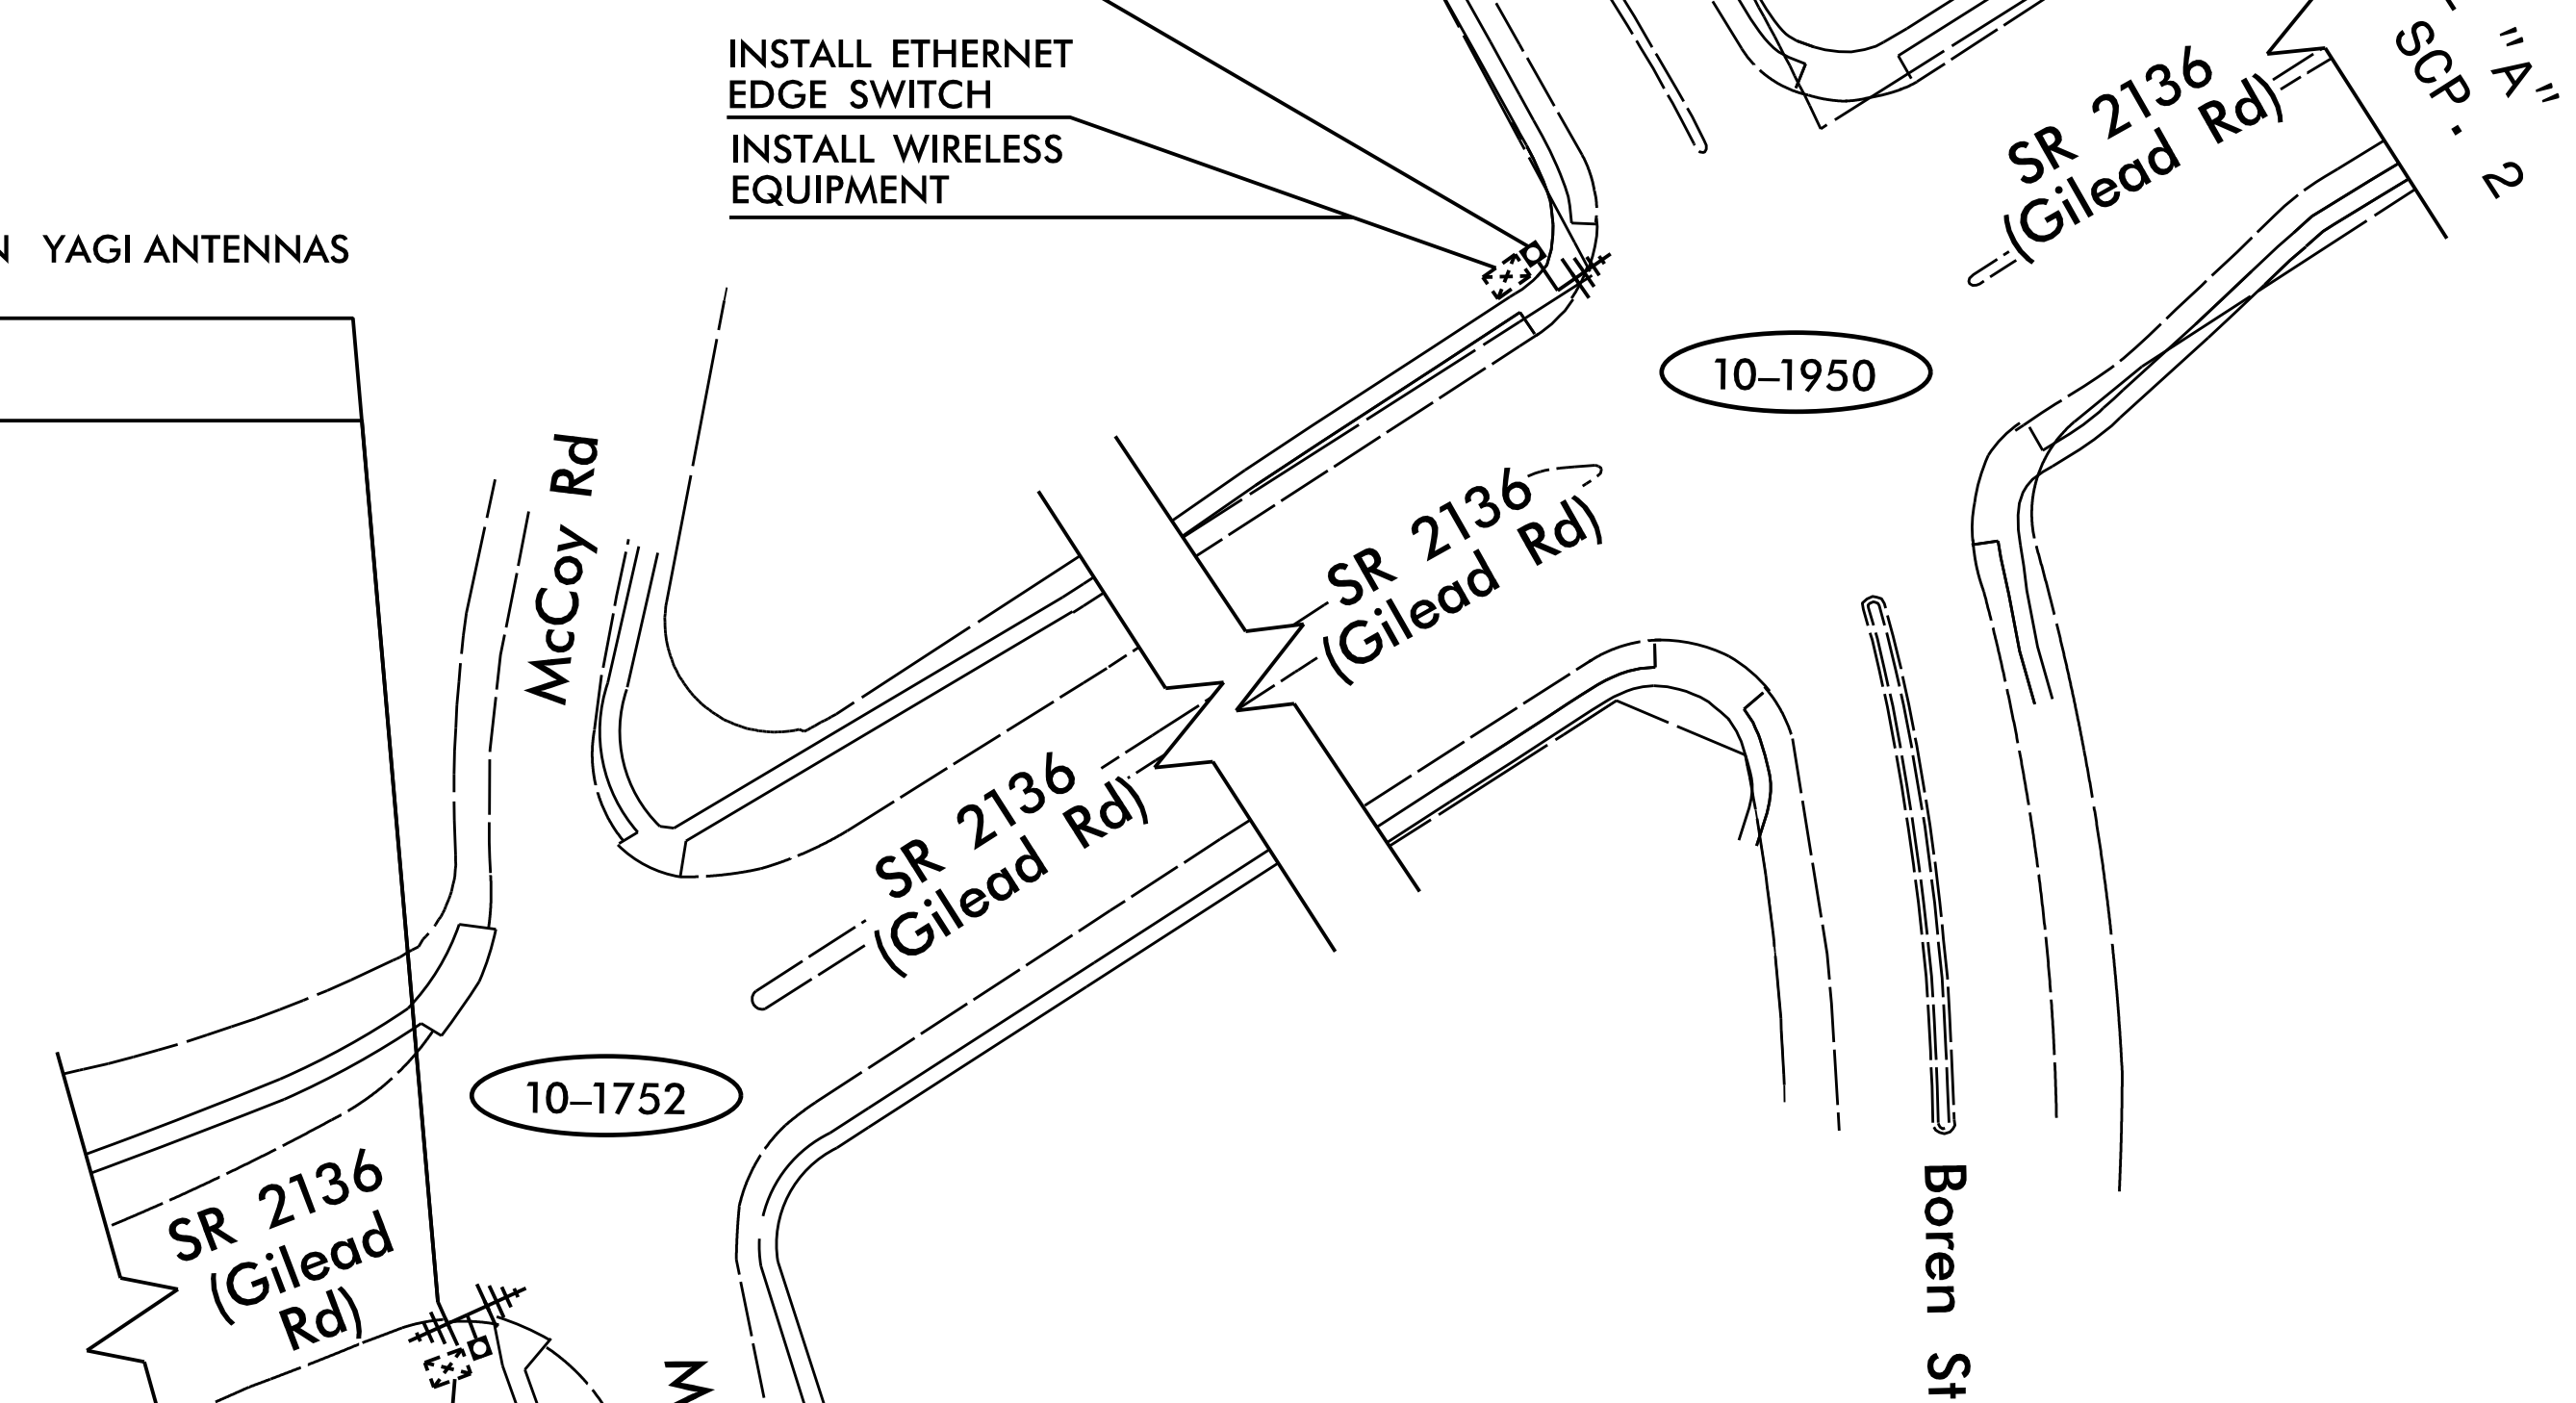 INSTALL ETHERNET
EDGE SWITCH
INSTALL WIRELESS
EQUIPMENT
YAGI ANTENNAS
SR 2136
(Gilead Rd)
"A"
SCP. 2
10–1950
McCoy Rd
SR 2136
(Gilead Rd)
SR 2136
(Gilead Rd)
10–1752
SR 2136
(Gilead
Rd)
Boren St